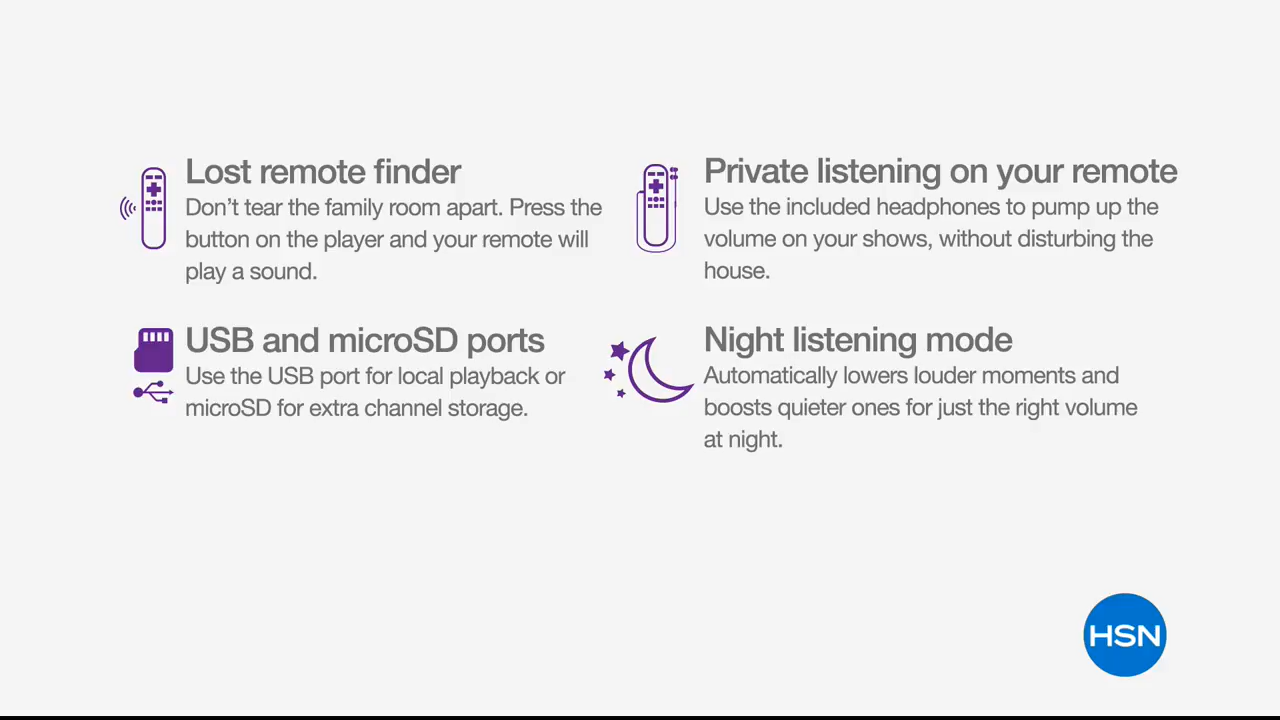 Lost remote finder
Don't tear the family room apart. Press the
button on the player and your remote will
play a sound.
Private listening on your remote
Use the included headphones to pump up the
volume on your shows, without disturbing the
house.
USB and microSD ports
Use the USB port for local playback or
microSD for extra channel storage.
Night listening mode
Automatically lowers louder moments and
boosts quieter ones for just the right volume
at night.
HSN